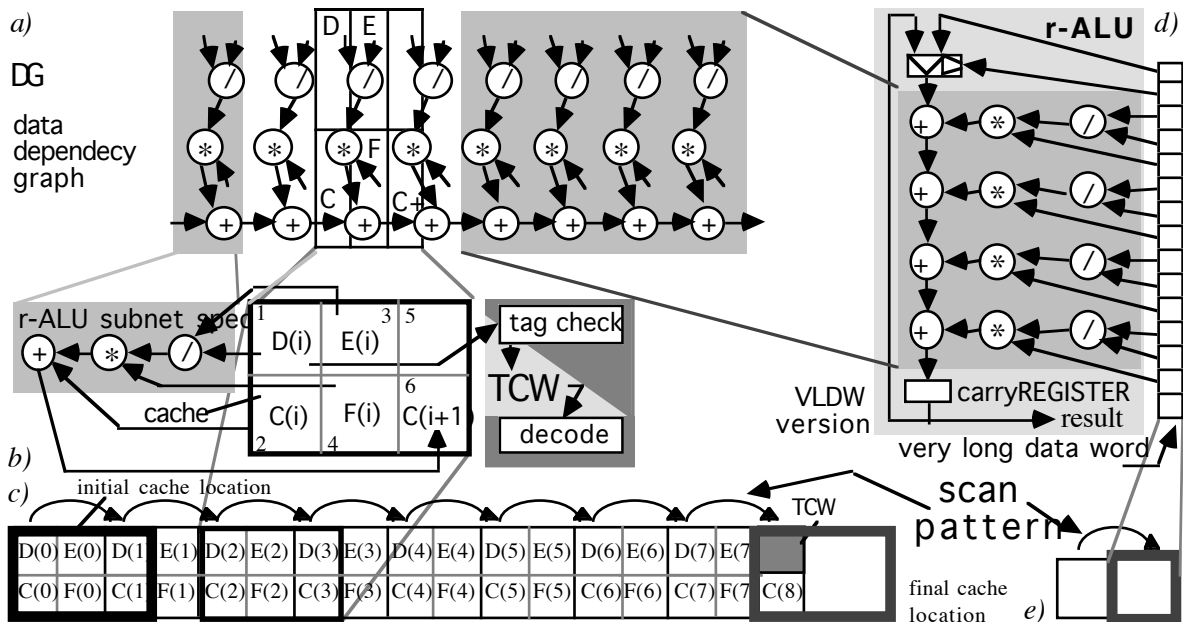 a)
D E
r-ALU d)
DG
/ / / / / / / /
data
dependecy
graph
* * * F * * * * *
C C+
+ + + + + + + +
+ * /
+ * /
+ * /
+ * /
carryREGISTER
result
VLDW
version
very long data word
r-ALU subnet spec
+ * /
1 3 5
D(i) E(i)
6
C(i) F(i) C(i+1)
2 4
cache
tag check
TCW
decode
b)
c)
initial cache location
TCW
scan
pattern
D(0) E(0) D(1) E(1) D(2) E(2) D(3) E(3) D(4) E(4) D(5) E(5) D(6) E(6) D(7) E(7
C(0) F(0) C(1) F(1) C(2) F(2) C(3) F(3) C(4) F(4) C(5) F(5) C(6) F(6) C(7) F(7 C(8)
final cache
location
e)